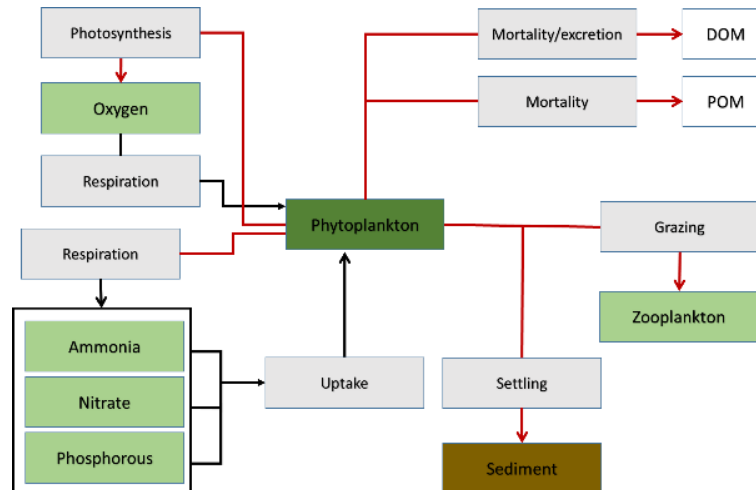 Photosynthesis
Mortality/excretion
DOM
Oxygen
Mortality
POM
Respiration
Phytoplankton
Grazing
Respiration
Zooplankton
Ammonia
Uptake
Settling
Nitrate
Phosphorous
Sediment